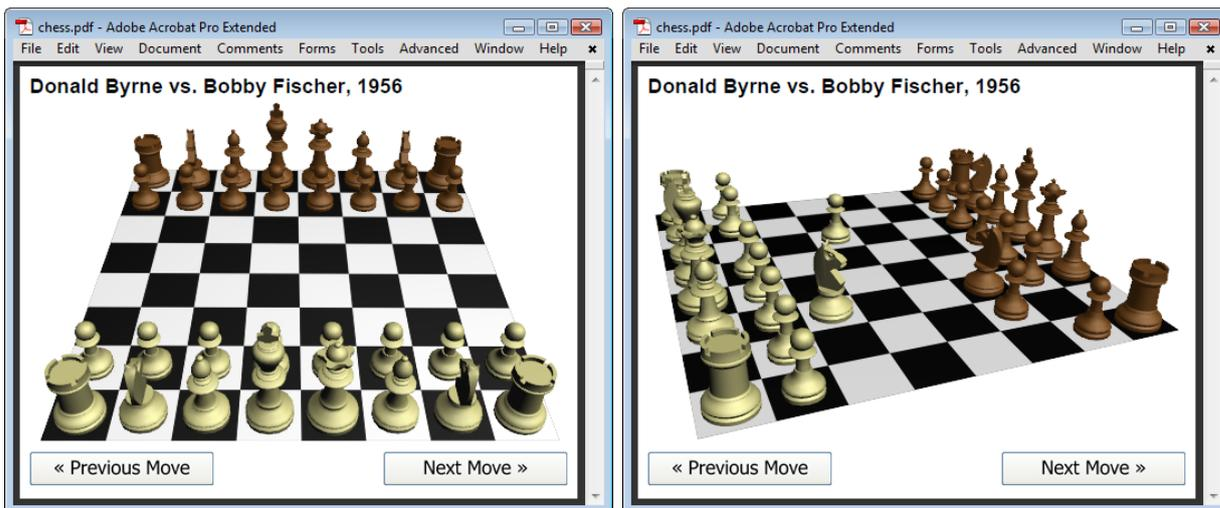 chess.pdf - Adobe Acrobat Pro Extended
File Edit View Document Comments Forms Tools Advanced Window Help
Donald Byrne vs. Bobby Fischer, 1956
« Previous Move
Next Move »
chess.pdf - Adobe Acrobat Pro Extended
File Edit View Document Comments Forms Tools Advanced Window Help
Donald Byrne vs. Bobby Fischer, 1956
« Previous Move
Next Move »